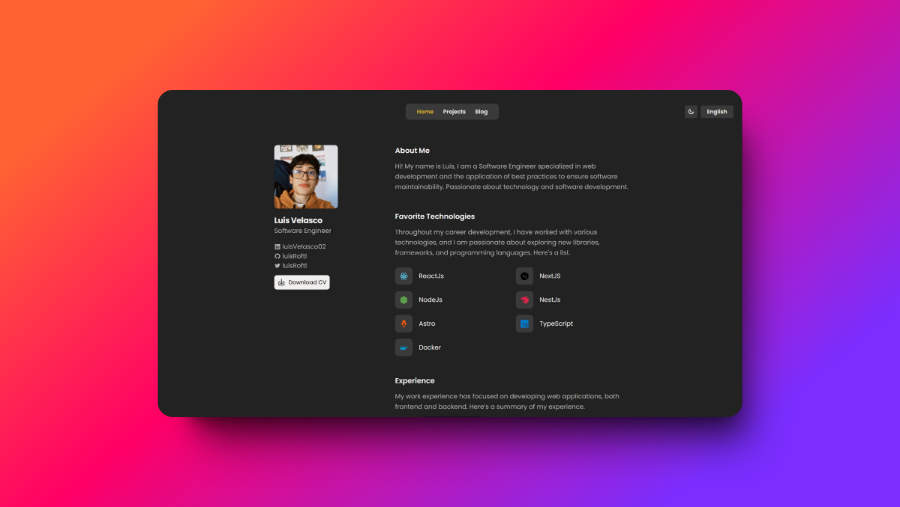 Home Projects Blog
English
Luis Velasco
Software Engineer
luisVelasco02
luisRoftl
luisRoftl
Download CV
About Me
Hi! My name is Luis, I am a Software Engineer specialized in web
development and the application of best practices to ensure software
maintainability. Passionate about technology and software development.
Favorite Technologies
Throughout my career development, I have worked with various
technologies, and I am passionate about exploring new libraries,
frameworks, and programming languages. Here's a list.
ReactJs
NextJS
NodeJs
NestJs
Astro
TypeScript
Docker
Experience
My work experience has focused on developing web applications, both
frontend and backend. Here's a summary of my experience.